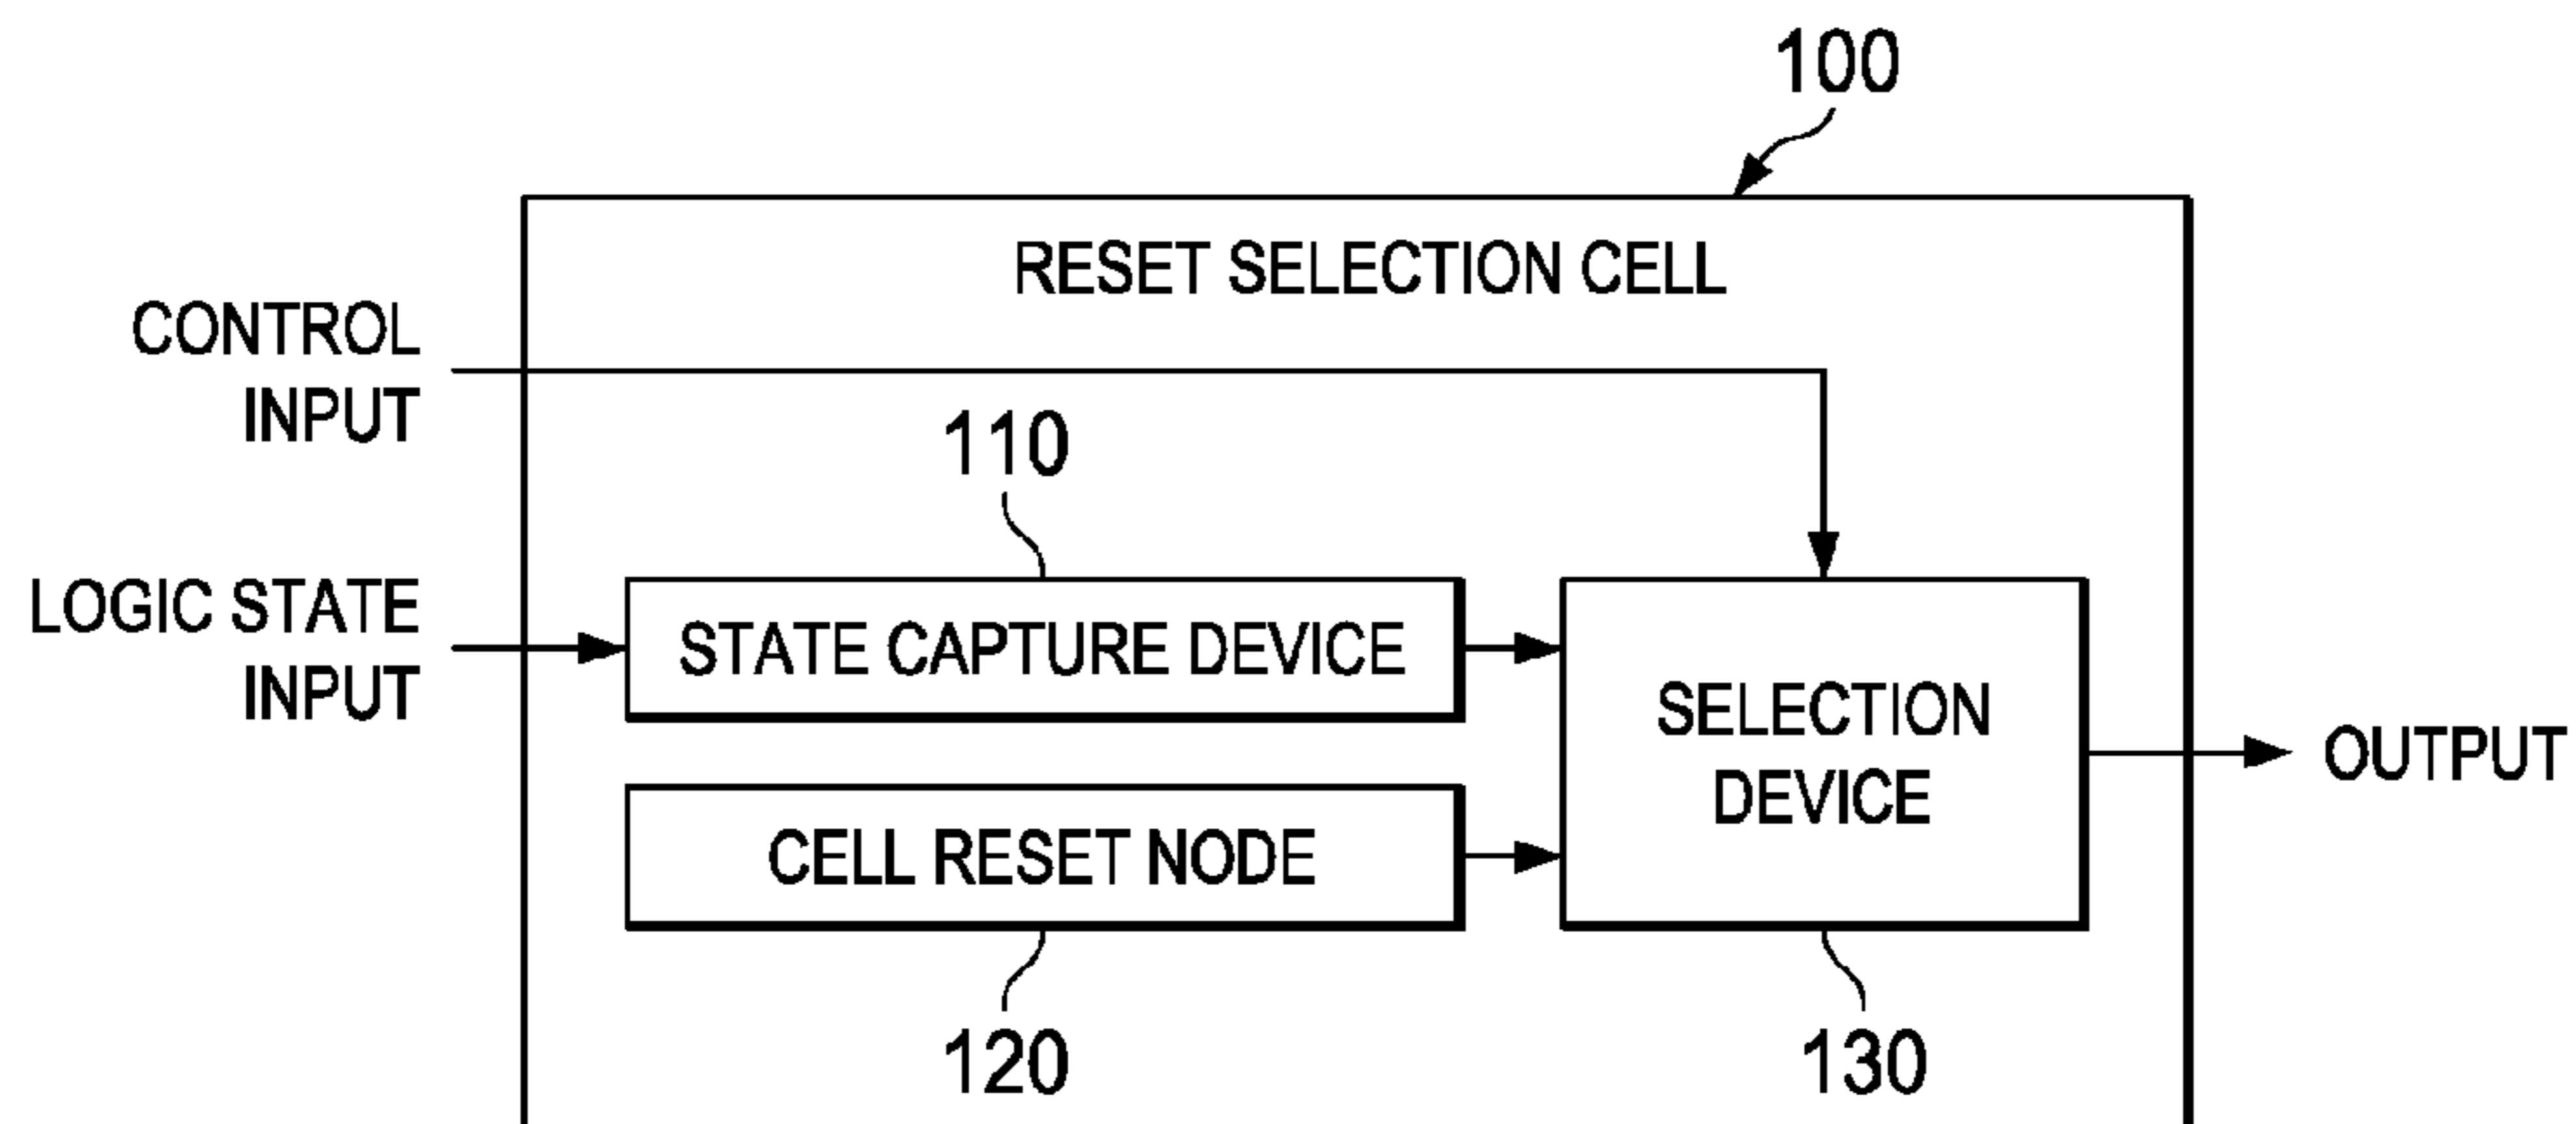 100
RESET SELECTION CELL
CONTROL
INPUT
110
LOGIC STATE
INPUT
STATE CAPTURE DEVICE
SELECTION
DEVICE
OUTPUT
CELL RESET NODE
120
130